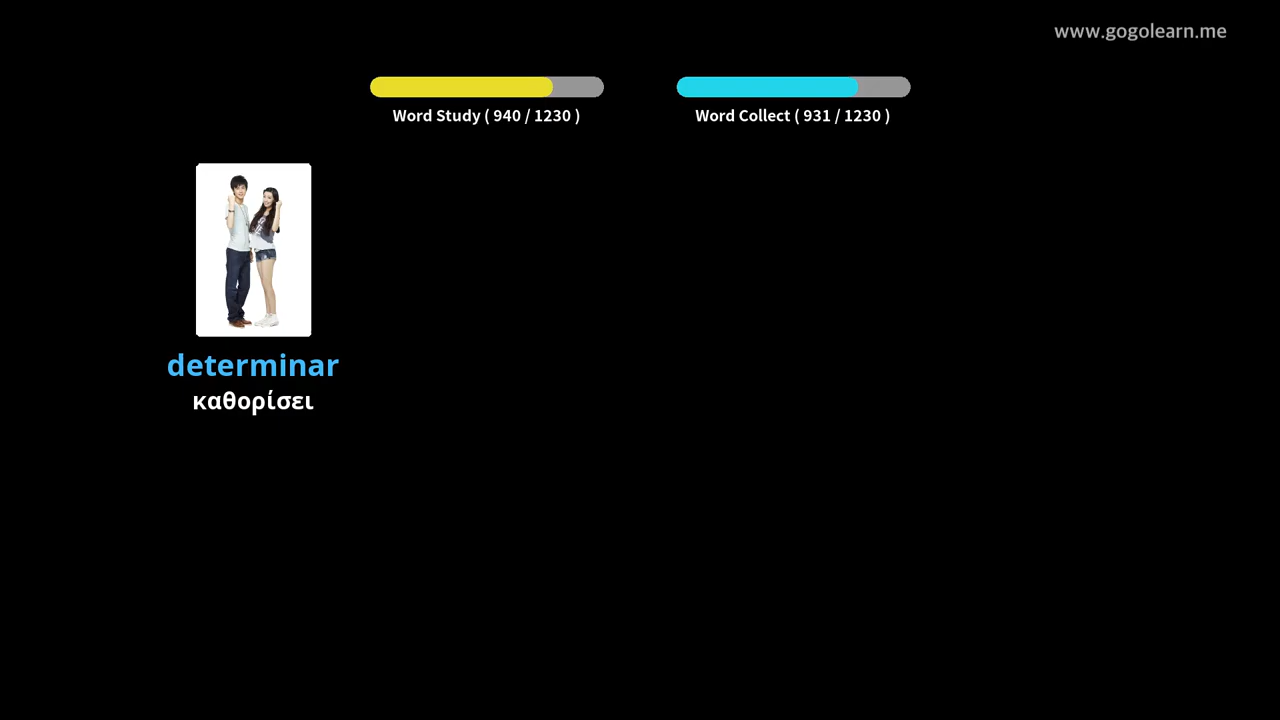 www.gogolearn.me
Word Study ( 940 / 1230 )
Word Collect ( 931 / 1230 )
determinar
καθορίσει